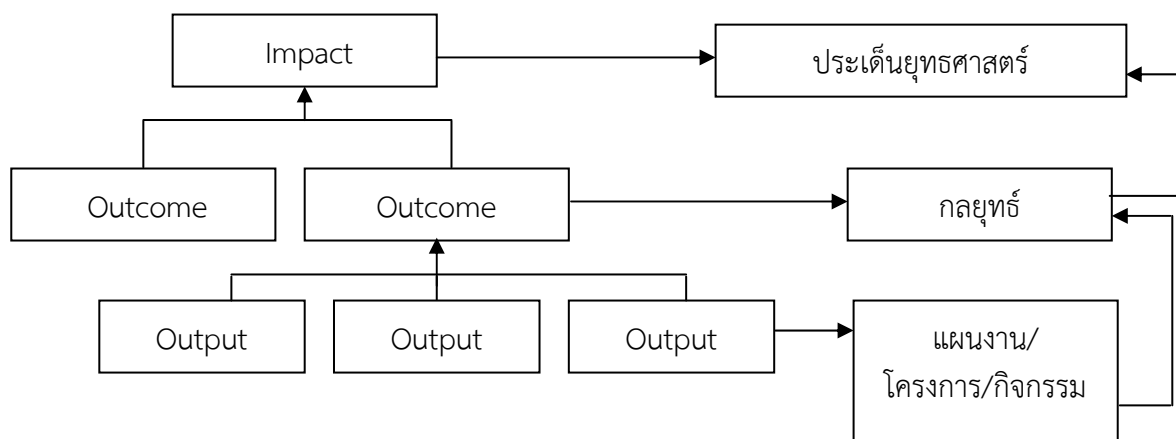 Impact
ประเด็นยุทธศาสตร์
Outcome
Outcome
กลยุทธ์
Output
Output
Output
แผนงาน/
โครงการ/กิจกรรม